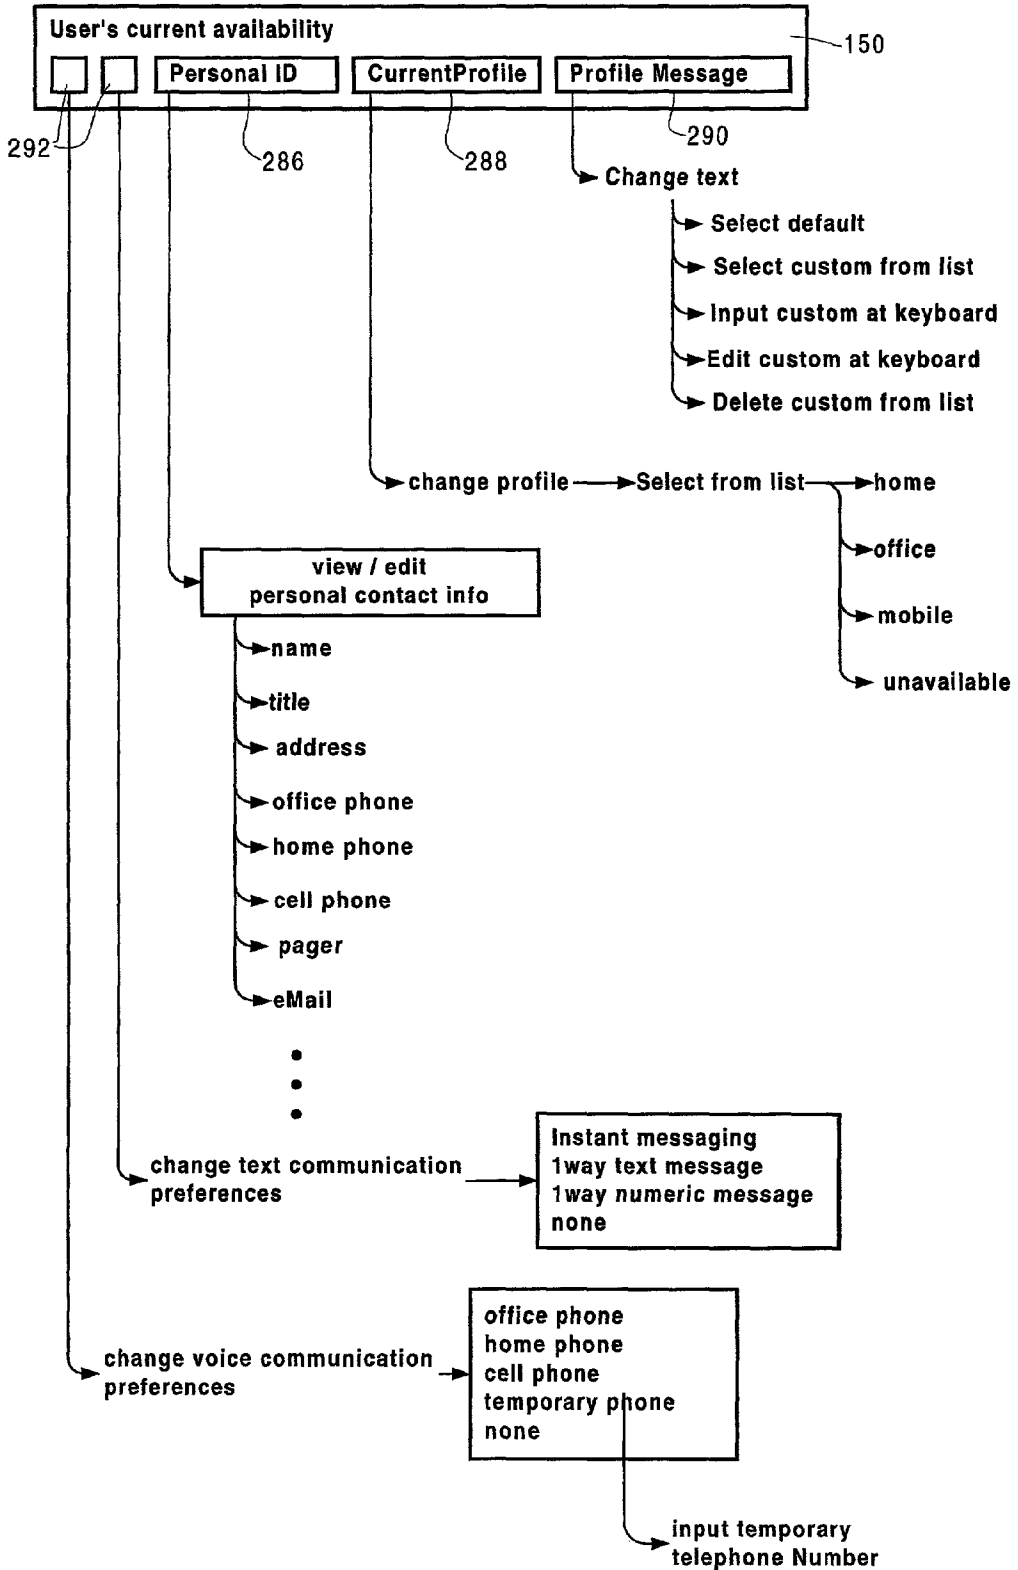 User's current availability
150
Personal ID
CurrentProfile
Profile Message
292
286
288
290
Change text
Select default
Select custom from list
Input custom at keyboard
Edit custom at keyboard
Delete custom from list
change profile
Select from list
home
office
mobile
unavailable
view / edit
personal contact info
name
title
address
office phone
home phone
cell phone
pager
eMail
change text communication
preferences
Instant messaging
1way text message
1way numeric message
none
change voice communication
preferences
office phone
home phone
cell phone
temporary phone
none
input temporary
telephone Number